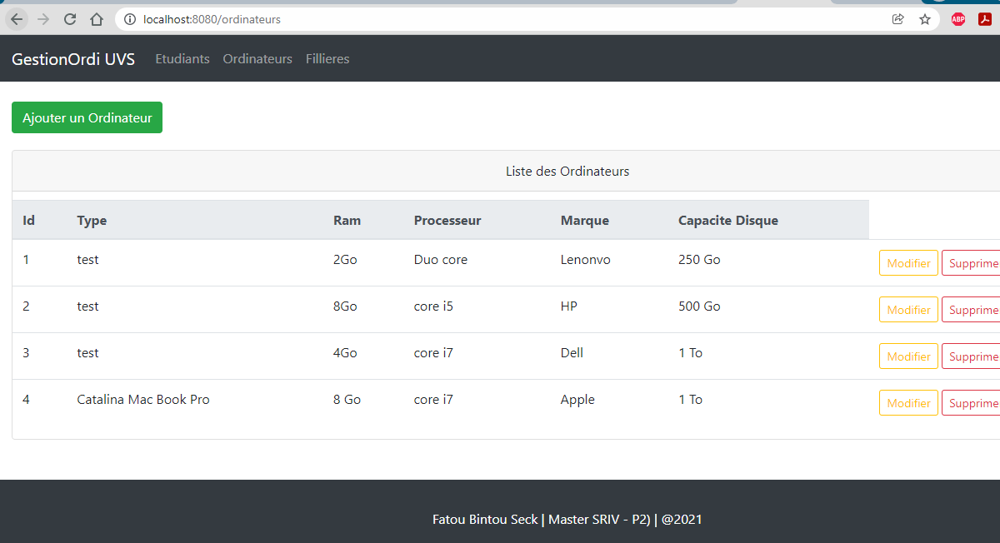 localhost:8080/ordinateurs
ABP
GestionOrdi UVS Etudiants Ordinateurs Fillieres
Ajouter un Ordinateur
Liste des Ordinateurs
Id Type Ram Processeur Marque Capacite Disque
1 test 2Go Duo core Lenonvo 250 Go Modifier Supprime
2 test 8Go core i5 HP 500 Go Modifier Supprime
3 test 4Go core i7 Dell 1 To Modifier Supprime
4 Catalina Mac Book Pro 8 Go core i7 Apple 1 To Modifier Supprime
Fatou Bintou Seck | Master SRIV - P2) | @2021